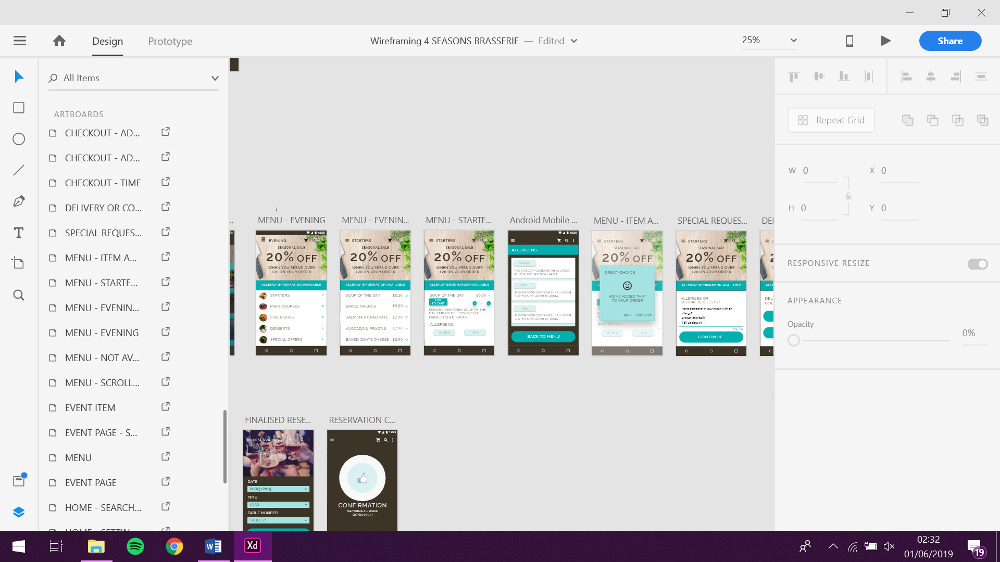 Design
Prototype
Wireframing 4 SEASONS BRASSERIE — Edited
25%
Share
All Items
ARTBOARDS
CHECKOUT - AD...
CHECKOUT - AD...
CHECKOUT - TIME
DELIVERY OR CO...
SPECIAL REQUES...
MENU - ITEM A...
MENU - STARTE...
MENU - EVENIN...
MENU - EVENING
MENU - NOT AV...
MENU - SCROLL...
EVENT ITEM
EVENT PAGE - S...
MENU
EVENT PAGE
HOME - SEARCH...
HOME - SETTIN...
MENU - EVENING
12:30
EVENING
SEASONAL SALE
20% OFF
WHEN YOU SPEND OVER
£20 ON YOUR ORDER
ALLERGY INFORMATION AVAILABLE
STARTERS
MAIN COURSES
SIDE DISHES
DESSERTS
SPECIAL OFFERS
MENU - EVENIN...
STARTERS
SEASONAL SALE
20% OFF
WHEN YOU SPEND OVER
£20 ON YOUR ORDER
ALLERGY INFORMATION AVAILABLE
SOUP OF THE DAY £6.25
BAKED NACHOS £6.50
SALMON & CRAB PATE £7.00
AVOCADO & PRAWNS £7.00
BAKED GOATS CHEESE £6.50
MENU - STARTE...
STARTERS
SEASONAL SALE
20% OFF
WHEN YOU SPEND OVER
£20 ON YOUR ORDER
ALLERGY INFORMATION AVAILABLE
SOUP OF THE DAY £6.25
ADD
TO CART
2
FRESHLY PREPARED SOUP OF THE
DAY SERVED DELICIOUS BEXHILL
FARM KITCHEN BREAD
ALLERGENS:
GLUTEN MILK
Android Mobile ...
12:30
ALLERGENS
GLUTEN
THIS CATEGORY CONTAINS THE ALLERGEN
GLUTEN, SUCH AS BREAD, PASTA...
MILK
THIS CATEGORY CONTAINS THE ALLERGEN
GLUTEN, SUCH AS BREAD, PASTA...
FISH
THIS CATEGORY CONTAINS THE ALLERGEN
GLUTEN, SUCH AS BREAD, PASTA...
BACK TO MENU
MENU - ITEM A...
STARTERS
SEASONAL SALE
20% OFF
GREAT CHOICE
WE'VE ADDED THAT
TO YOUR ORDER
BACK CHECKOUT
ALLERGENS:
GLUTEN MILK
SPECIAL REQUES...
STARTERS
SEASONAL SALE
20% OFF
WHEN YOU SPEND OVER
£20 ON YOUR ORDER
ALLERGY INFORMATION AVAILABLE
ALLERGIES OR
SPECIAL REQUESTS?
Have someone in your group with an
allergy?
Broken doorbell?
Tell us about it
CONTINUE
DEL
FINALISED RESE...
RESERVATIONS
DATE
21/03/2019
TIME
19:30
TABLE NUMBER
TABLE 21
RESERVATION C...
12:30
CONFIRMATION
THE TABLE IS ALL YOURS!
SEE YOU SOON!
Repeat Grid
W 0
X 0
H 0
Y 0
RESPONSIVE RESIZE
APPEARANCE
Opacity
0%
Xd
02:32
01/06/2019
19